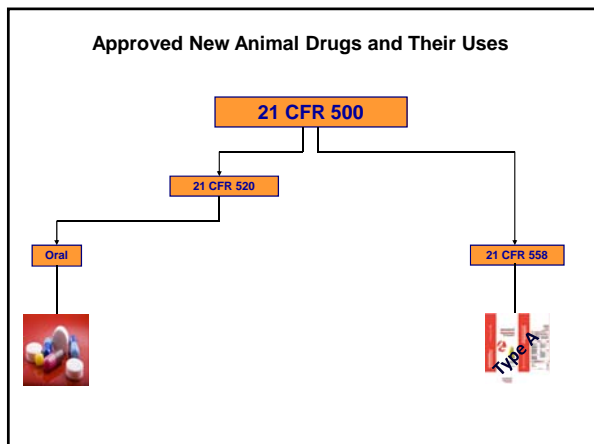 Approved New Animal Drugs and Their Uses
21 CFR 500
21 CFR 520
Oral
21 CFR 558
Type A